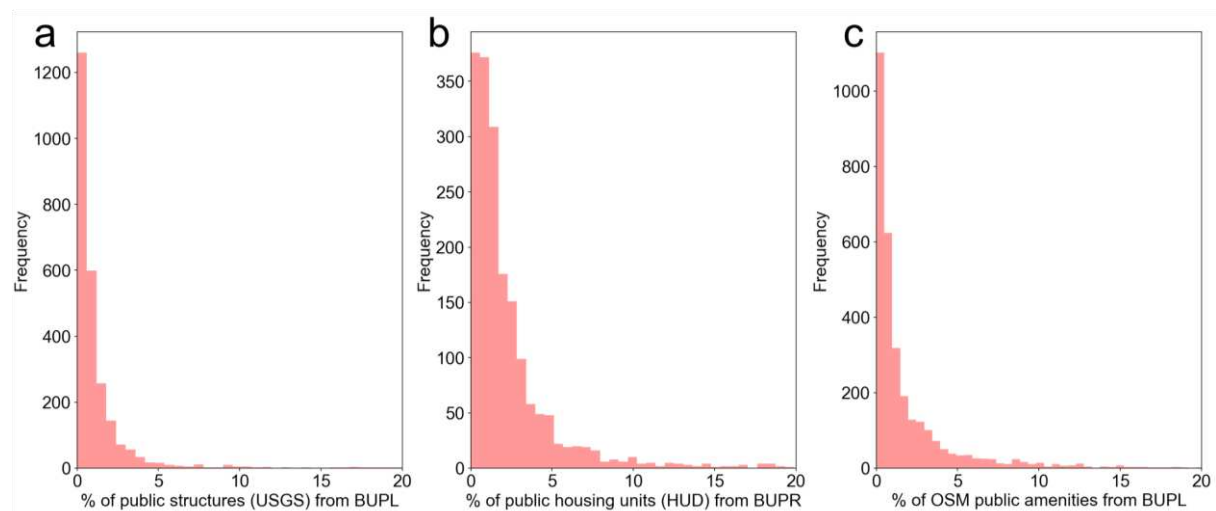 a
1200
1000
800
600
400
200
0
Frequency
0 5 10 15 20
% of public structures (USGS) from BUPL
b
350
300
250
200
150
100
50
0
Frequency
0 5 10 15 20
% of public housing units (HUD) from BUPR
c
1000
800
600
400
200
0
Frequency
0 5 10 15 20
% of OSM public amenities from BUPL